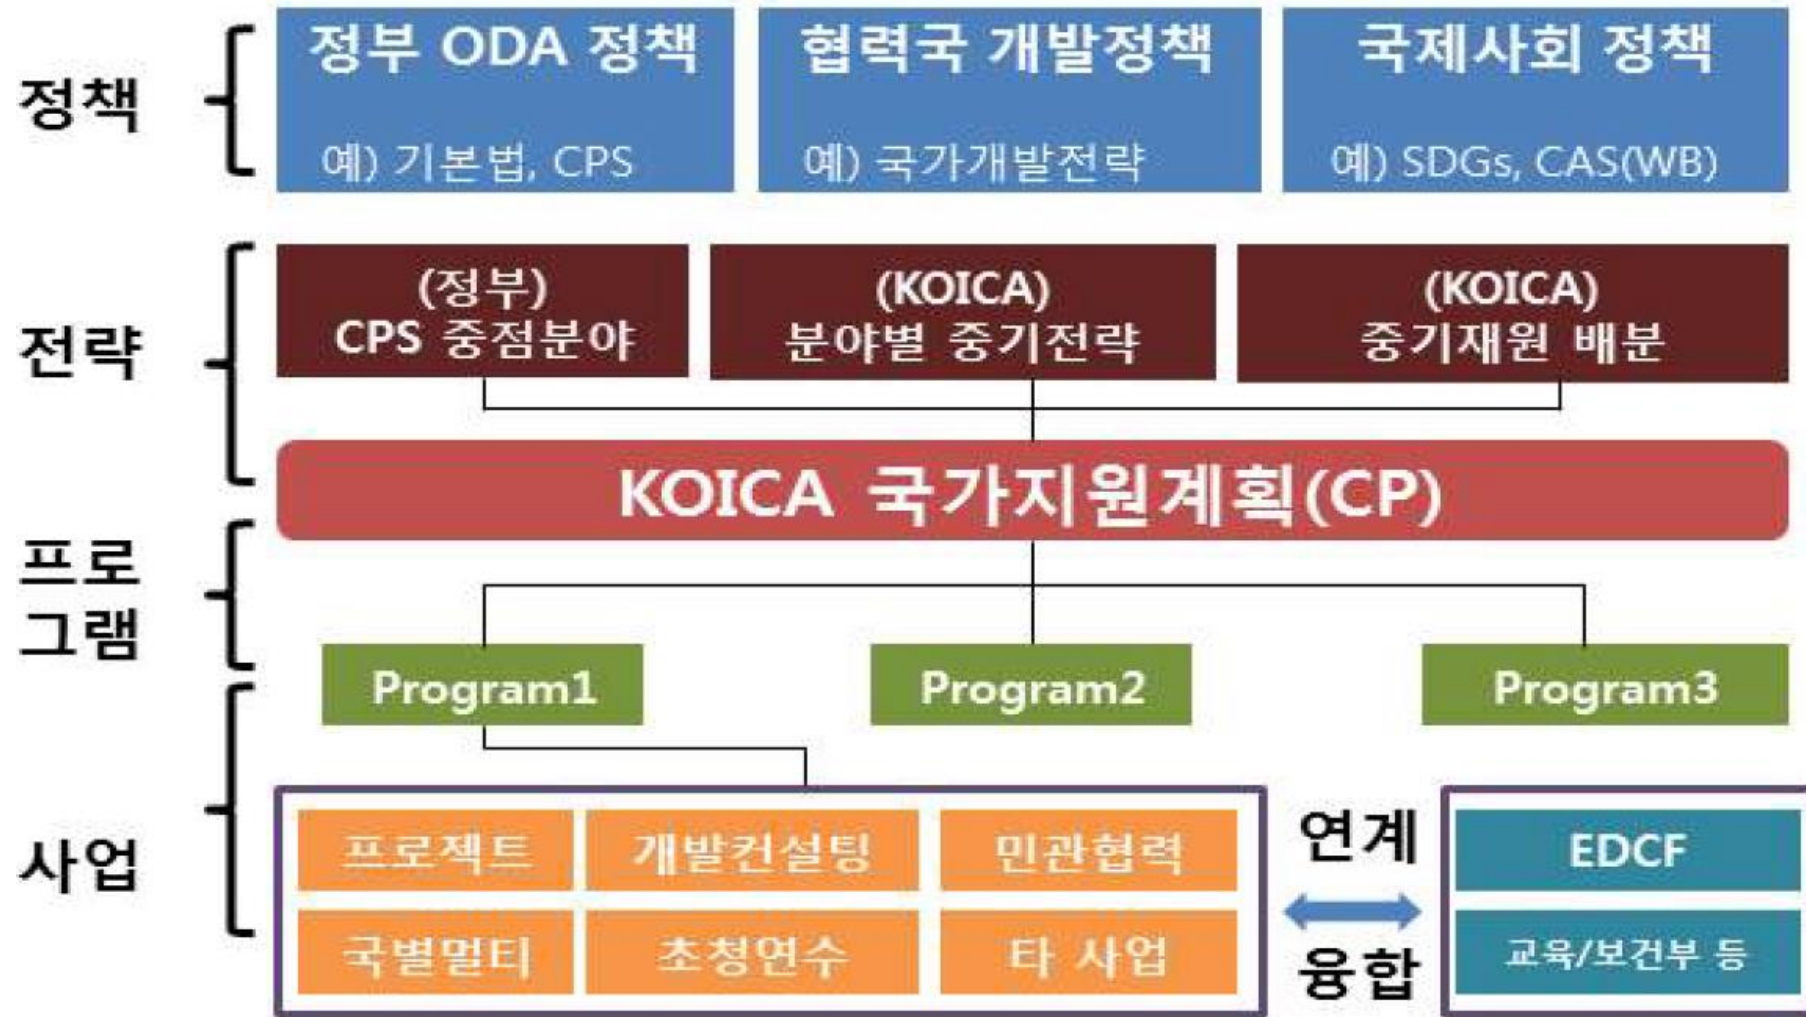 정책
정부 ODA 정책
예) 기본법, CPS
협력국 개발정책
예) 국가개발전략
국제사회 정책
예) SDGs, CAS(WB)
전략
(정부)
CPS 중점분야
(KOICA)
분야별 중기전략
(KOICA)
중기재원 배분
KOICA 국가지원계획(CP)
프로
그램
Program1
Program2
Program3
사업
프로젝트
개발컨설팅
민관협력
국별멀티
초청연수
타 사업
연계
융합
EDCF
교육/보건부 등